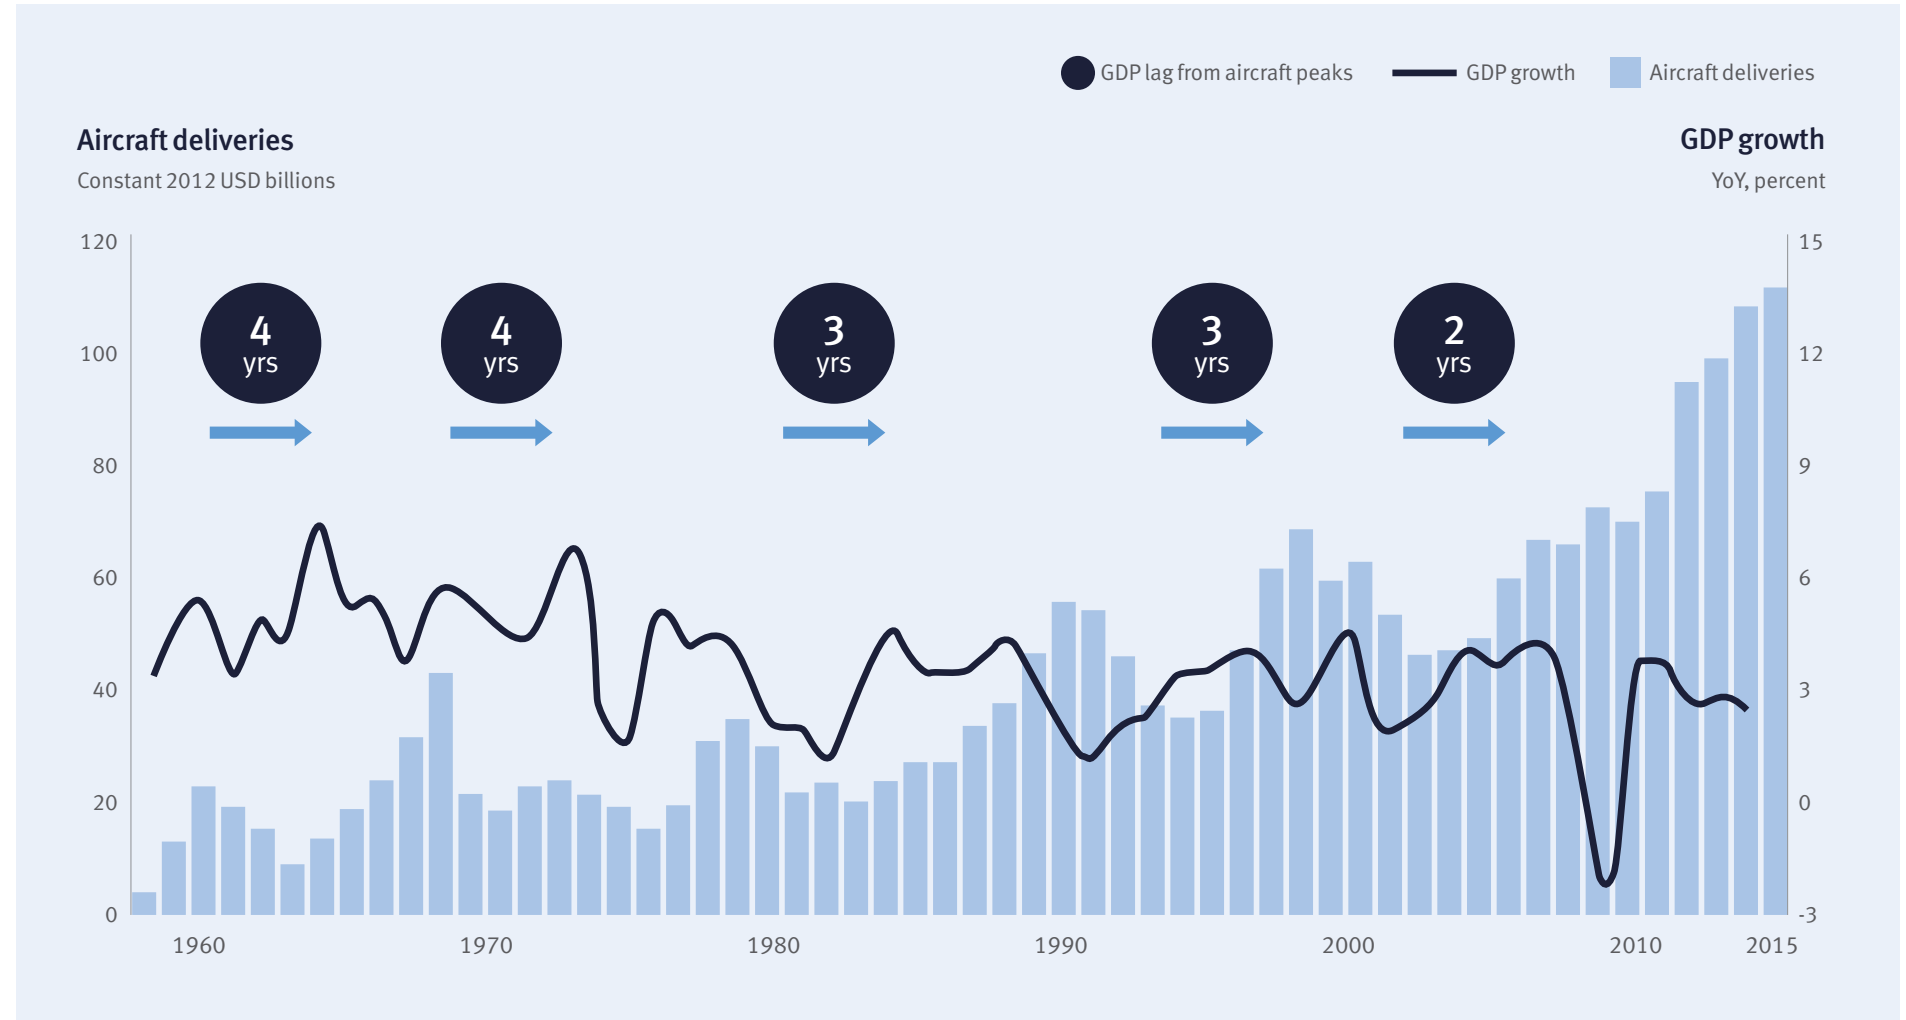 GDP lag from aircraft peaks GDP growth Aircraft deliveries
Aircraft deliveries GDP growth
Constant 2012 USD billions YoY, percent
120 15
4 yrs
4 yrs
3 yrs
3 yrs
2 yrs
100 12
80 9
60 6
40 3
20 0
0 -3
1960 1970 1980 1990 2000 2010 2015